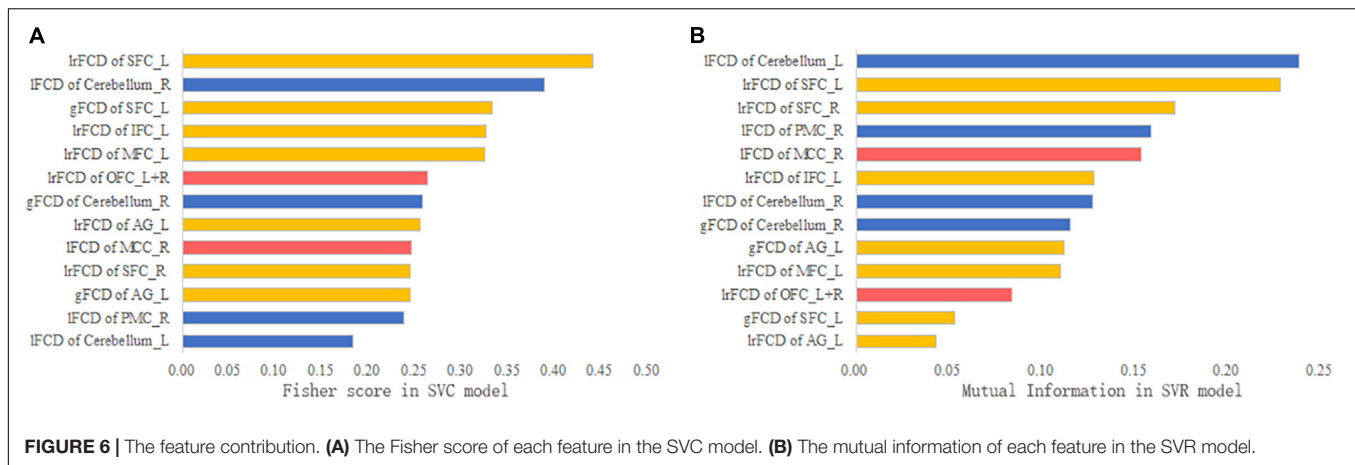 A
lrFCD of SFC_L
lFCD of Cerebellum_R
gFCD of SFC_L
lrFCD of IFC_L
lrFCD of MFC_L
lrFCD of OFC_L+R
gFCD of Cerebellum_R
lrFCD of AG_L
lFCD of MCC_R
lrFCD of SFC_R
gFCD of AG_L
lFCD of PMC_R
lFCD of Cerebellum_L
0.00 0.05 0.10 0.15 0.20 0.25 0.30 0.35 0.40 0.45 0.50
Fisher score in SVC model
B
lFCD of Cerebellum_L
lrFCD of SFC_L
lrFCD of SFC_R
lFCD of PMC_R
lFCD of MCC_R
lrFCD of IFC_L
lFCD of Cerebellum_R
gFCD of Cerebellum_R
gFCD of AG_L
lrFCD of MFC_L
lrFCD of OFC_L+R
gFCD of SFC_L
lrFCD of AG_L
0.00 0.05 0.10 0.15 0.20 0.25
Mutual Information in SVR model
FIGURE 6 | The feature contribution. (A) The Fisher score of each feature in the SVC model. (B) The mutual information of each feature in the SVR model.